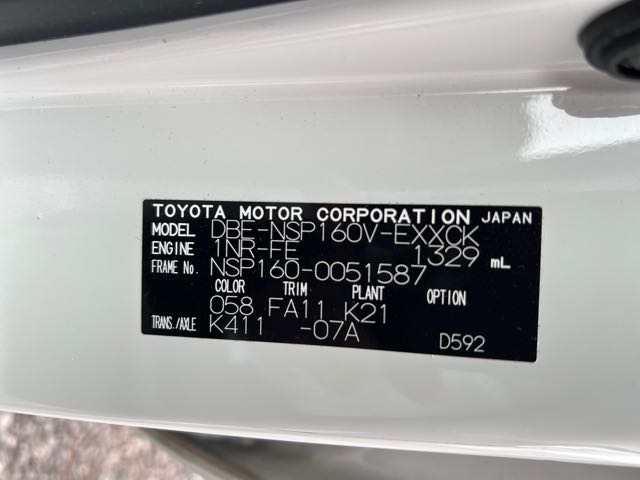 TOYOTA MOTOR CORPORATION JAPAN
MODEL DBE-NSP160V-EXXCK
ENGINE 1NR-FE 1329 mL
FRAME No. NSP160-0051587
COLOR TRIM PLANT OPTION
058 FA11 K21
TRANS./AXLE K411 -07A D592